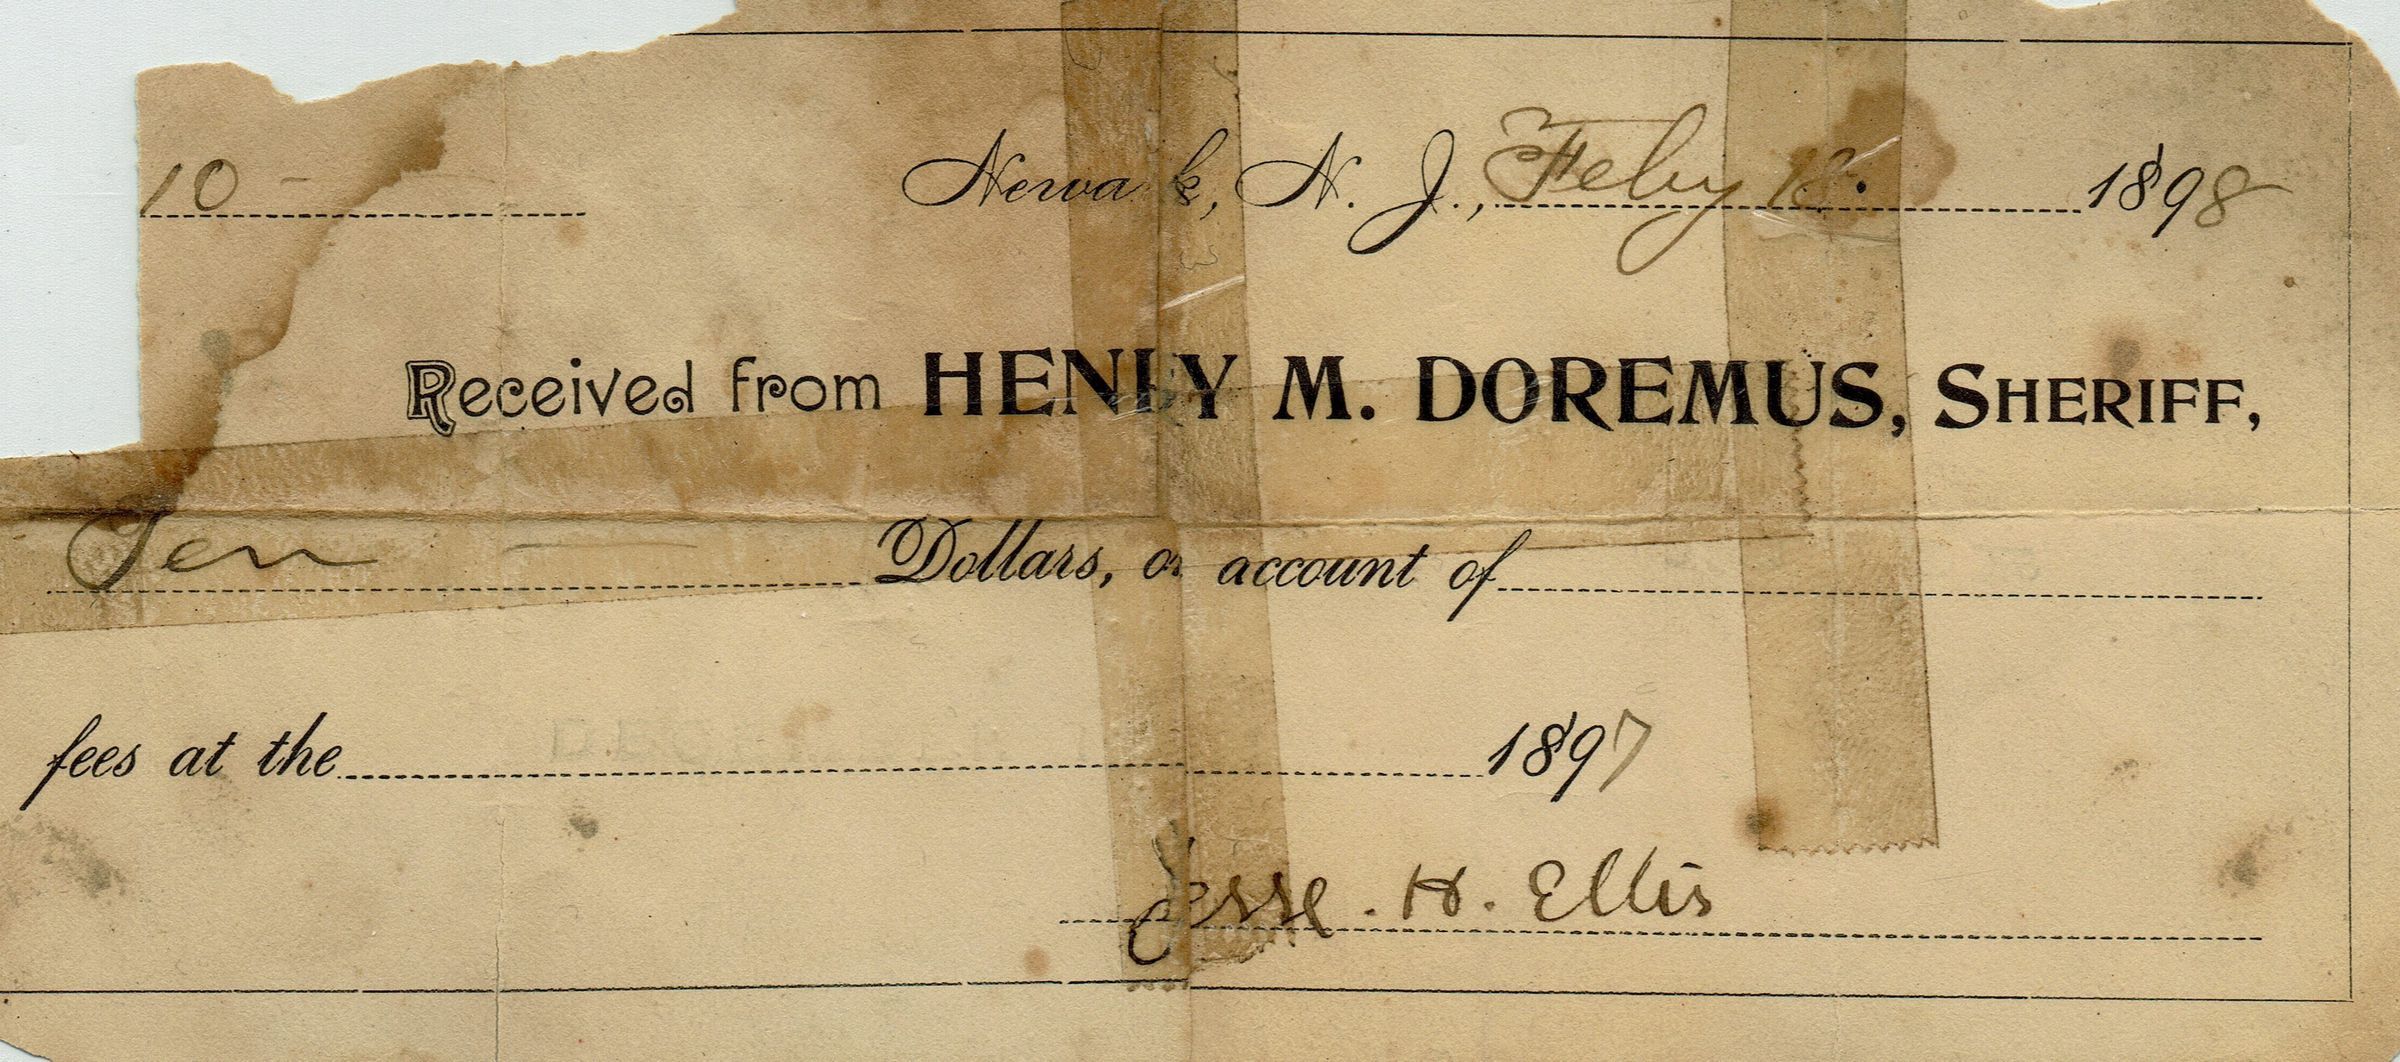 10 - Newark, N. J., Feby 12. 1898
Received from HENRY M. DOREMUS, SHERIFF,
Ten Dollars, on account of
fees at the 1897
Jesse. H. Ellis